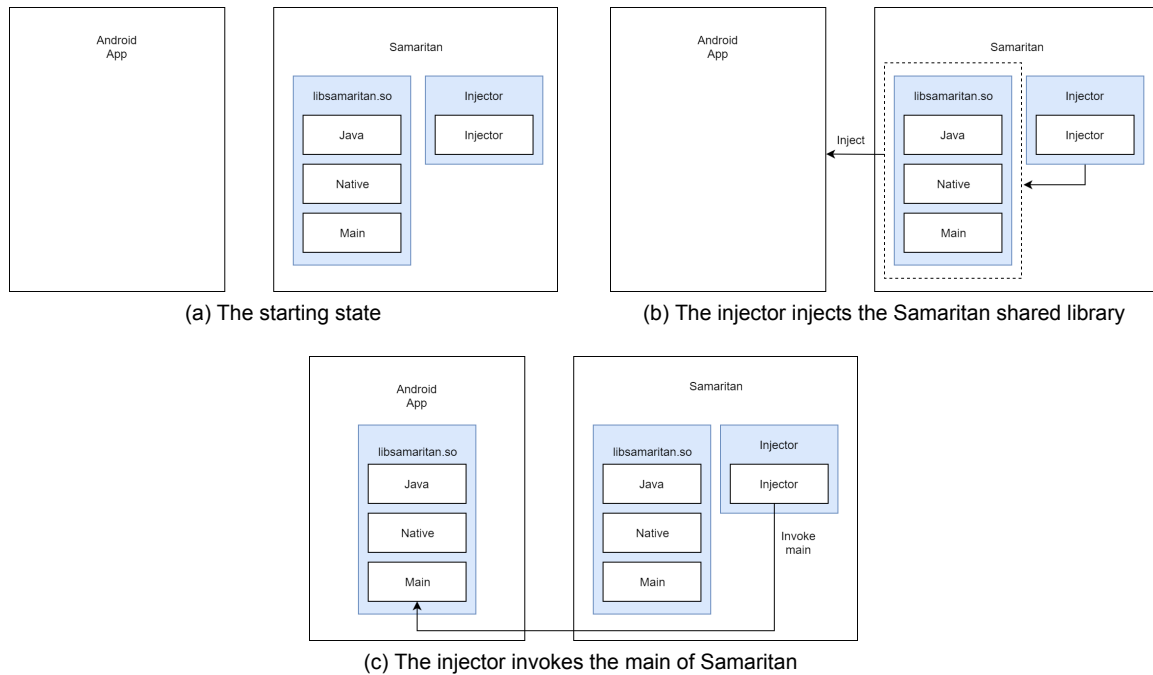 Android
App
Samaritan
libsamaritan.so
Injector
Java
Injector
Native
Main
(a) The starting state
Android
App
Samaritan
libsamaritan.so
Injector
Inject
Java
Injector
Native
Main
(b) The injector injects the Samaritan shared library
Android
App
Samaritan
libsamaritan.so
libsamaritan.so
Injector
Java
Java
Injector
Native
Native
Invoke
main
Main
Main
(c) The injector invokes the main of Samaritan